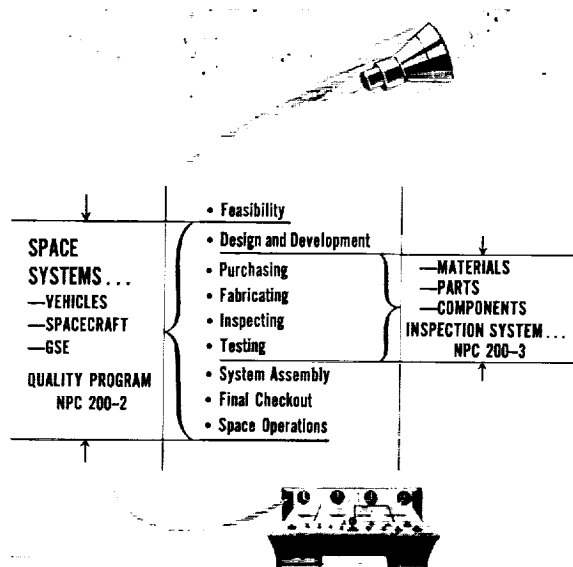 • Feasibility
• Design and Development
• Purchasing
• Fabricating
• Inspecting
• Testing
• System Assembly
• Final Checkout
• Space Operations
SPACE
SYSTEMS...
—VEHICLES
—SPACECRAFT
—GSE
QUALITY PROGRAM
NPC 200-2
—MATERIALS
—PARTS
—COMPONENTS
INSPECTION SYSTEM...
NPC 200-3